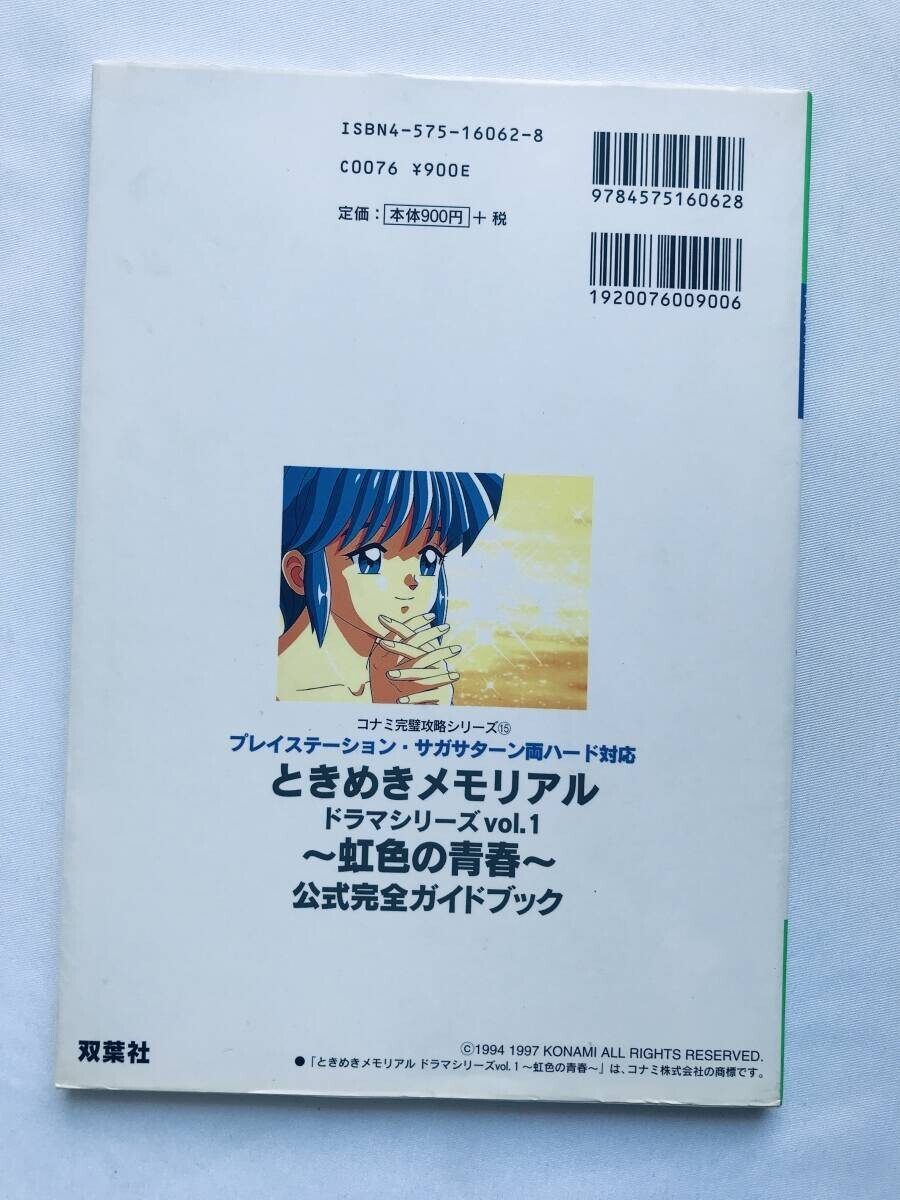 ISBN4-575-16062-8
C0076 ¥900E
定価：本体900円＋税
9784575160628
1920076009006
コナミ完璧攻略シリーズ⑮
プレイステーション・サガサターン両ハード対応
ときめきメモリアル
ドラマシリーズvol.1
～虹色の青春～
公式完全ガイドブック
双葉社
©1994 1997 KONAMI ALL RIGHTS RESERVED.
●「ときめきメモリアル ドラマシリーズvol.1～虹色の青春～」は、コナミ株式会社の商標です。